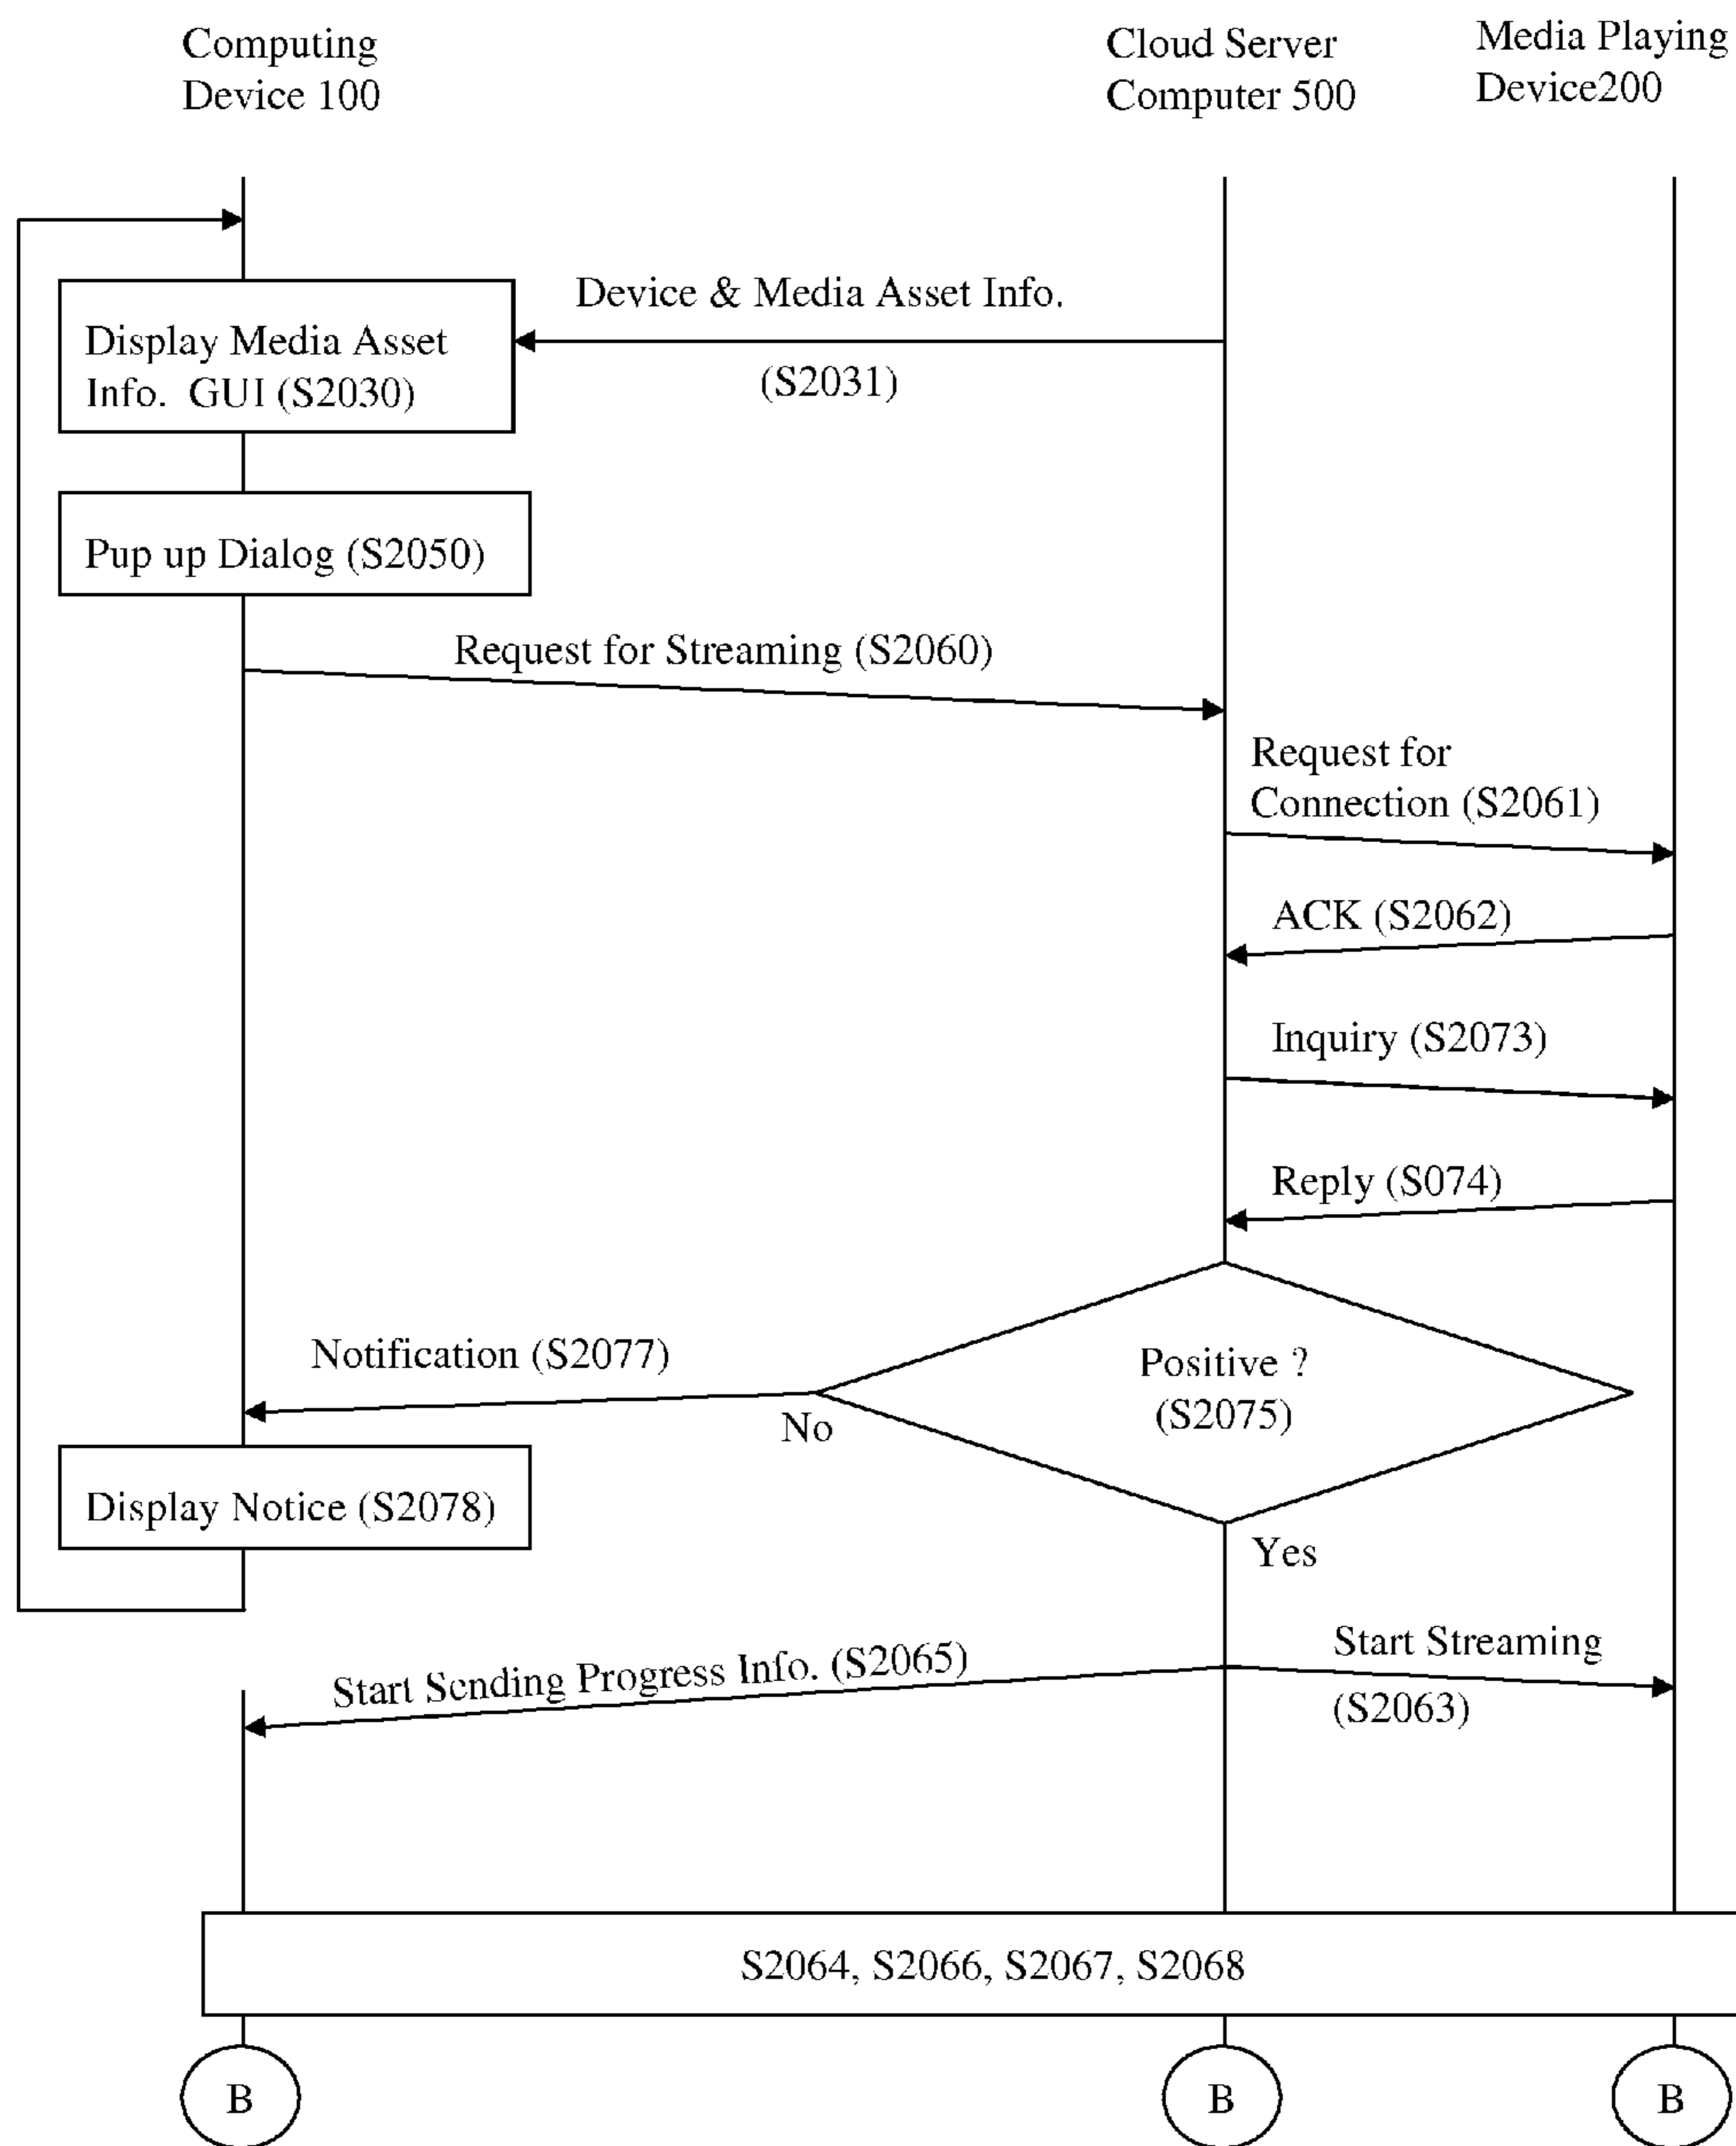 Computing
Device 100
Cloud Server
Computer 500
Media Playing
Device200
Device & Media Asset Info.
(S2031)
Display Media Asset
Info. GUI (S2030)
Pup up Dialog (S2050)
Request for Streaming (S2060)
Request for
Connection (S2061)
ACK (S2062)
Inquiry (S2073)
Reply (S074)
Positive ?
(S2075)
Notification (S2077)
No
Display Notice (S2078)
Yes
Start Sending Progress Info. (S2065)
Start Streaming
(S2063)
S2064, S2066, S2067, S2068
B
B
B